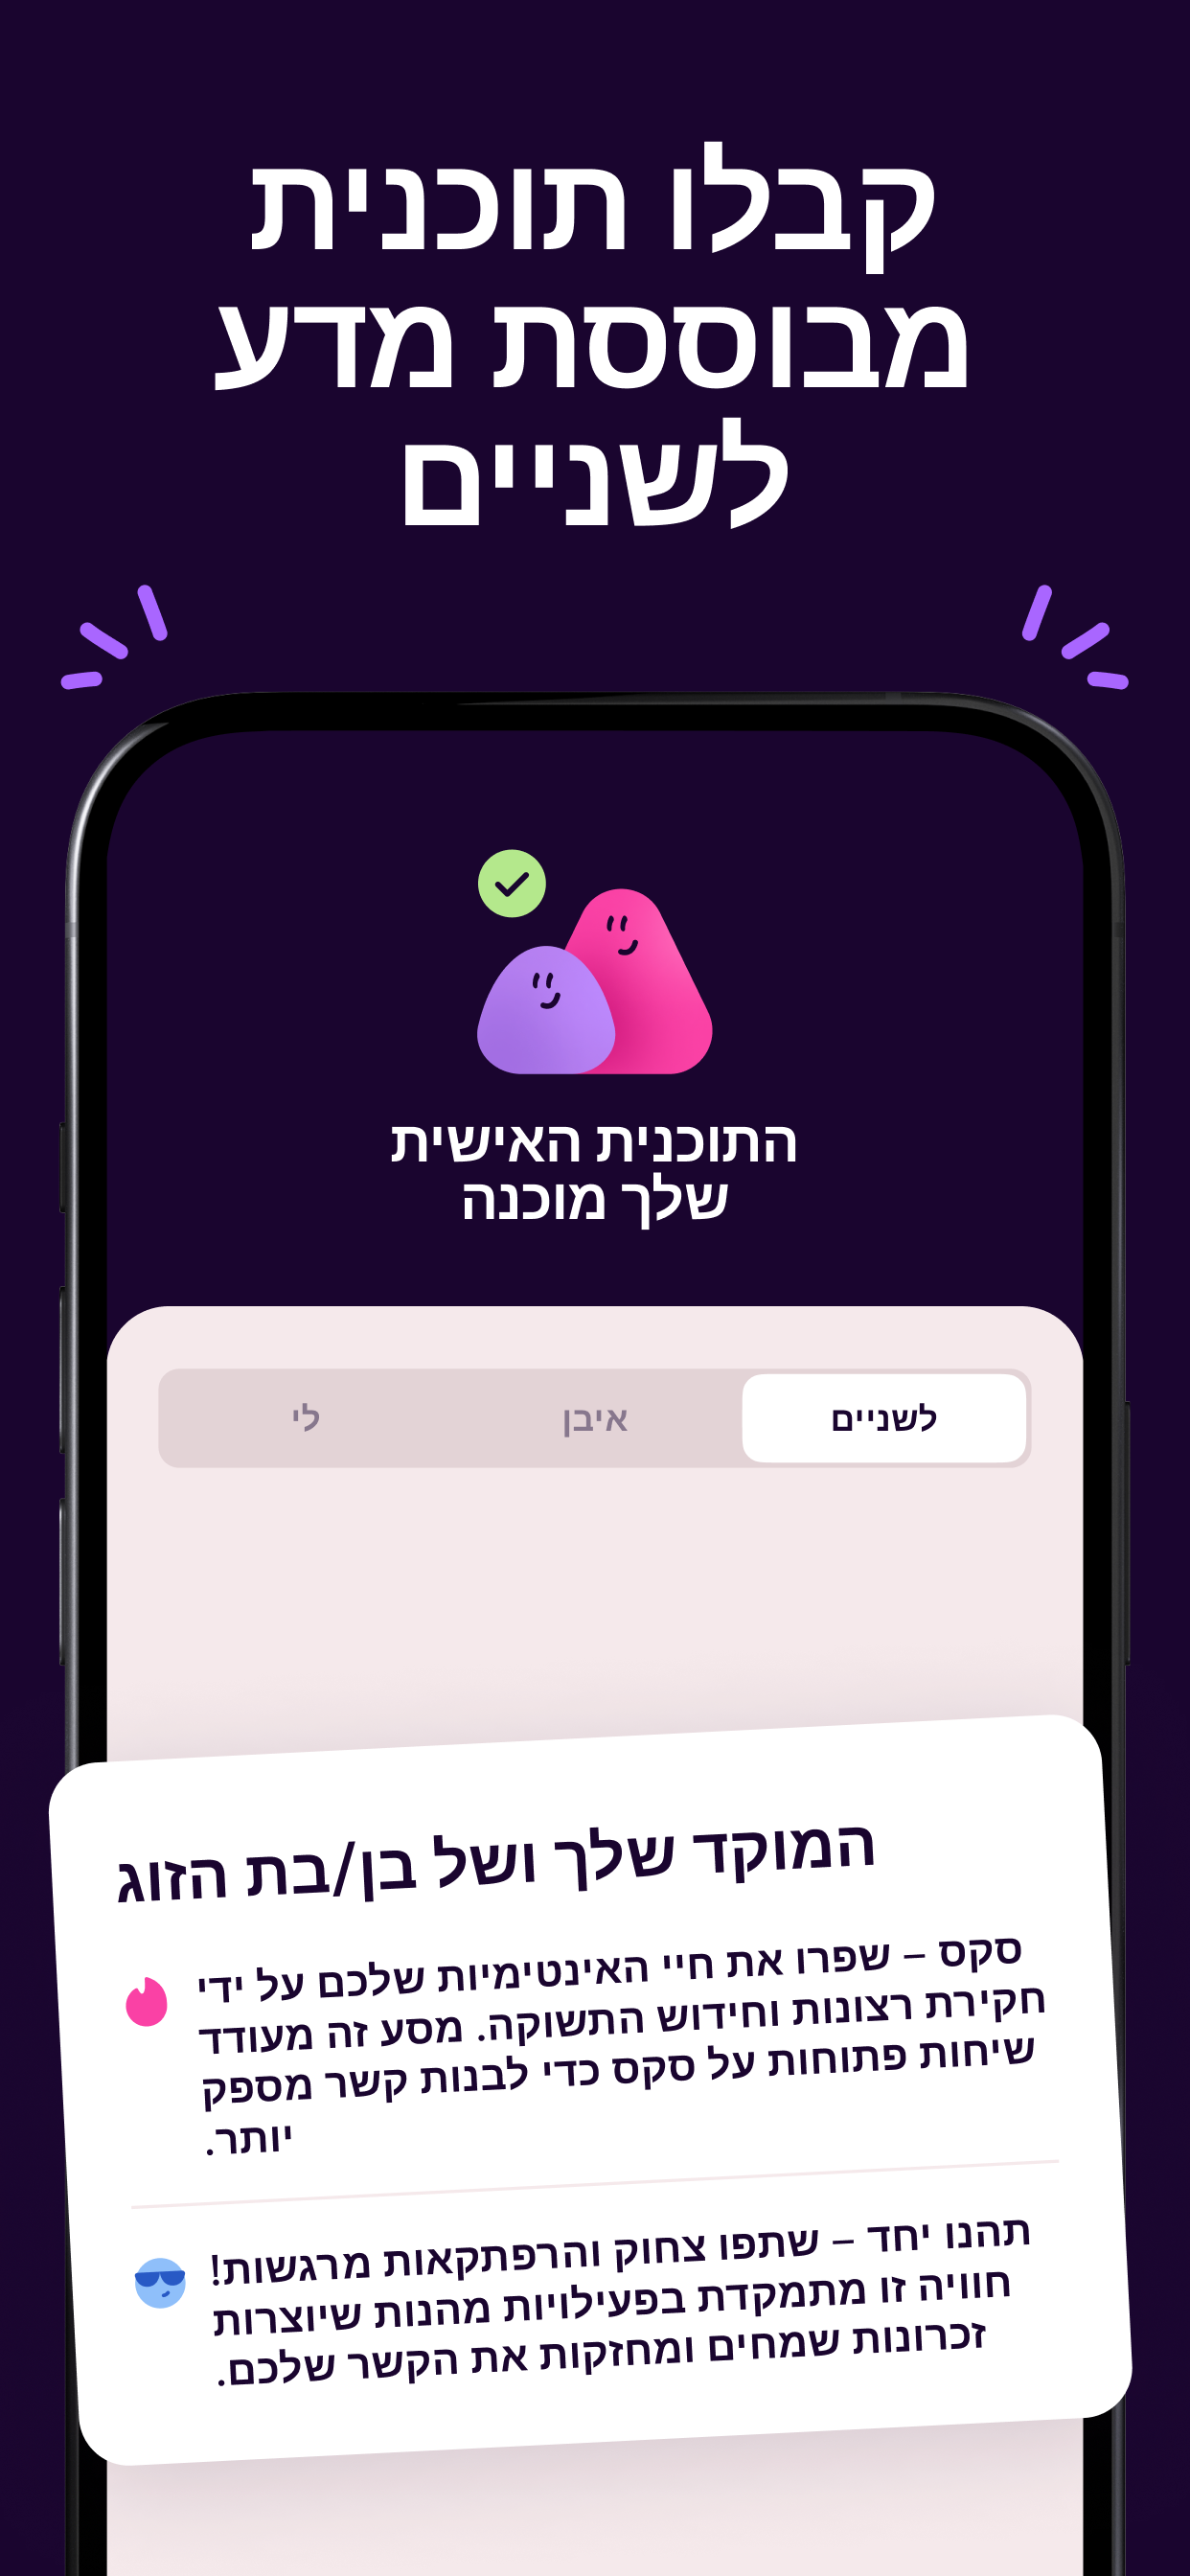 קבלו תוכנית
מבוססת מדע
לשניים
התוכנית האישית
שלך מוכנה
לשניים
איבן
לי
המוקד שלך ושל בן/בת הזוג
סקס – שפרו את חיי האינטימיות שלכם על ידי
חקירת רצונות וחידוש התשוקה. מסע זה מעודד
שיחות פתוחות על סקס כדי לבנות קשר מספק
יותר.
תהנו יחד – שתפו צחוק והרפתקאות מרגשות!
חוויה זו מתמקדת בפעילויות מהנות שיוצרות
זכרונות שמחים ומחזקות את הקשר שלכם.